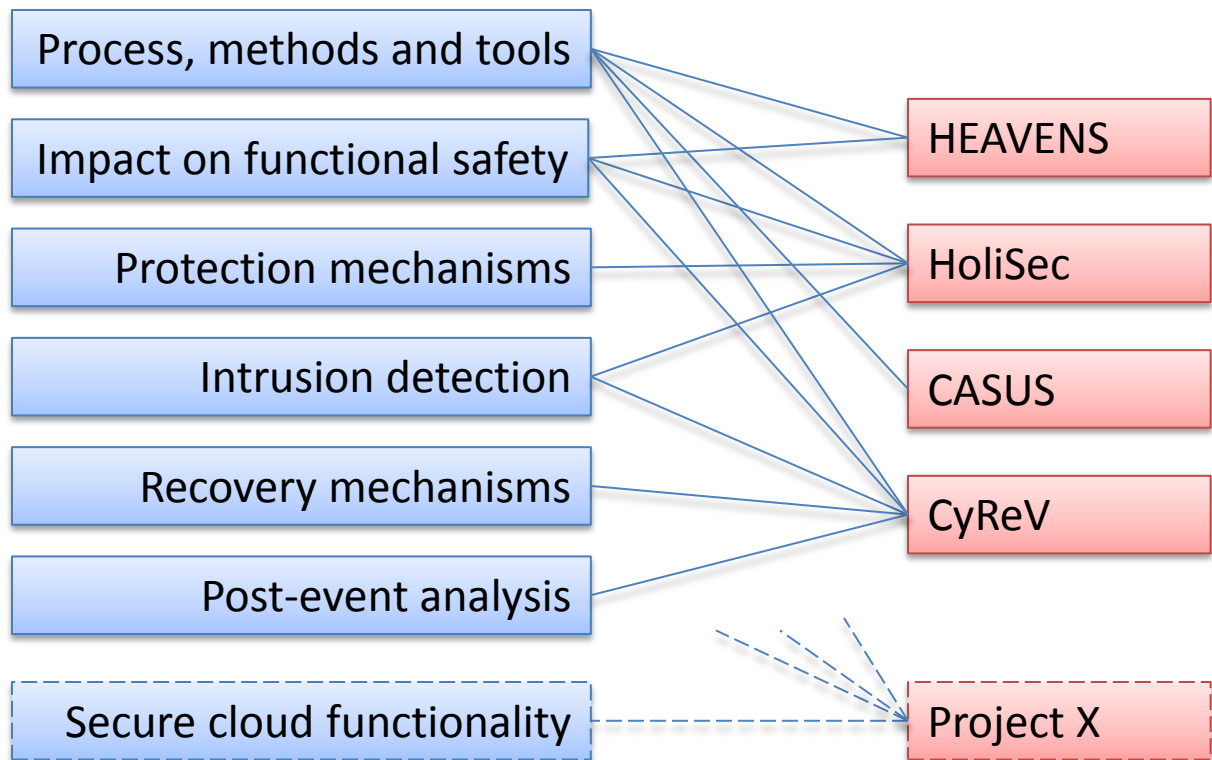 Process, methods and tools
Impact on functional safety
Protection mechanisms
Intrusion detection
Recovery mechanisms
Post-event analysis
Secure cloud functionality
HEAVENS
HoliSec
CASUS
CyReV
Project X